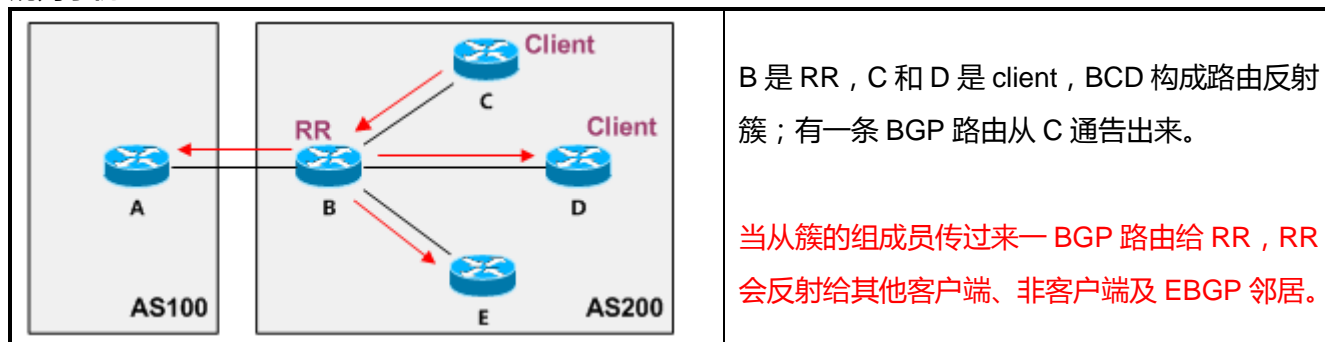 Client
C
RR
Client
A
B
D
E
AS100
AS200
B 是 RR，C 和 D 是 client，BCD 构成路由反射
簇；有一条 BGP 路由从 C 通告出来。
当从簇的组成员传过来一 BGP 路由给 RR，RR
会反射给其他客户端、非客户端及 EBGP 邻居。